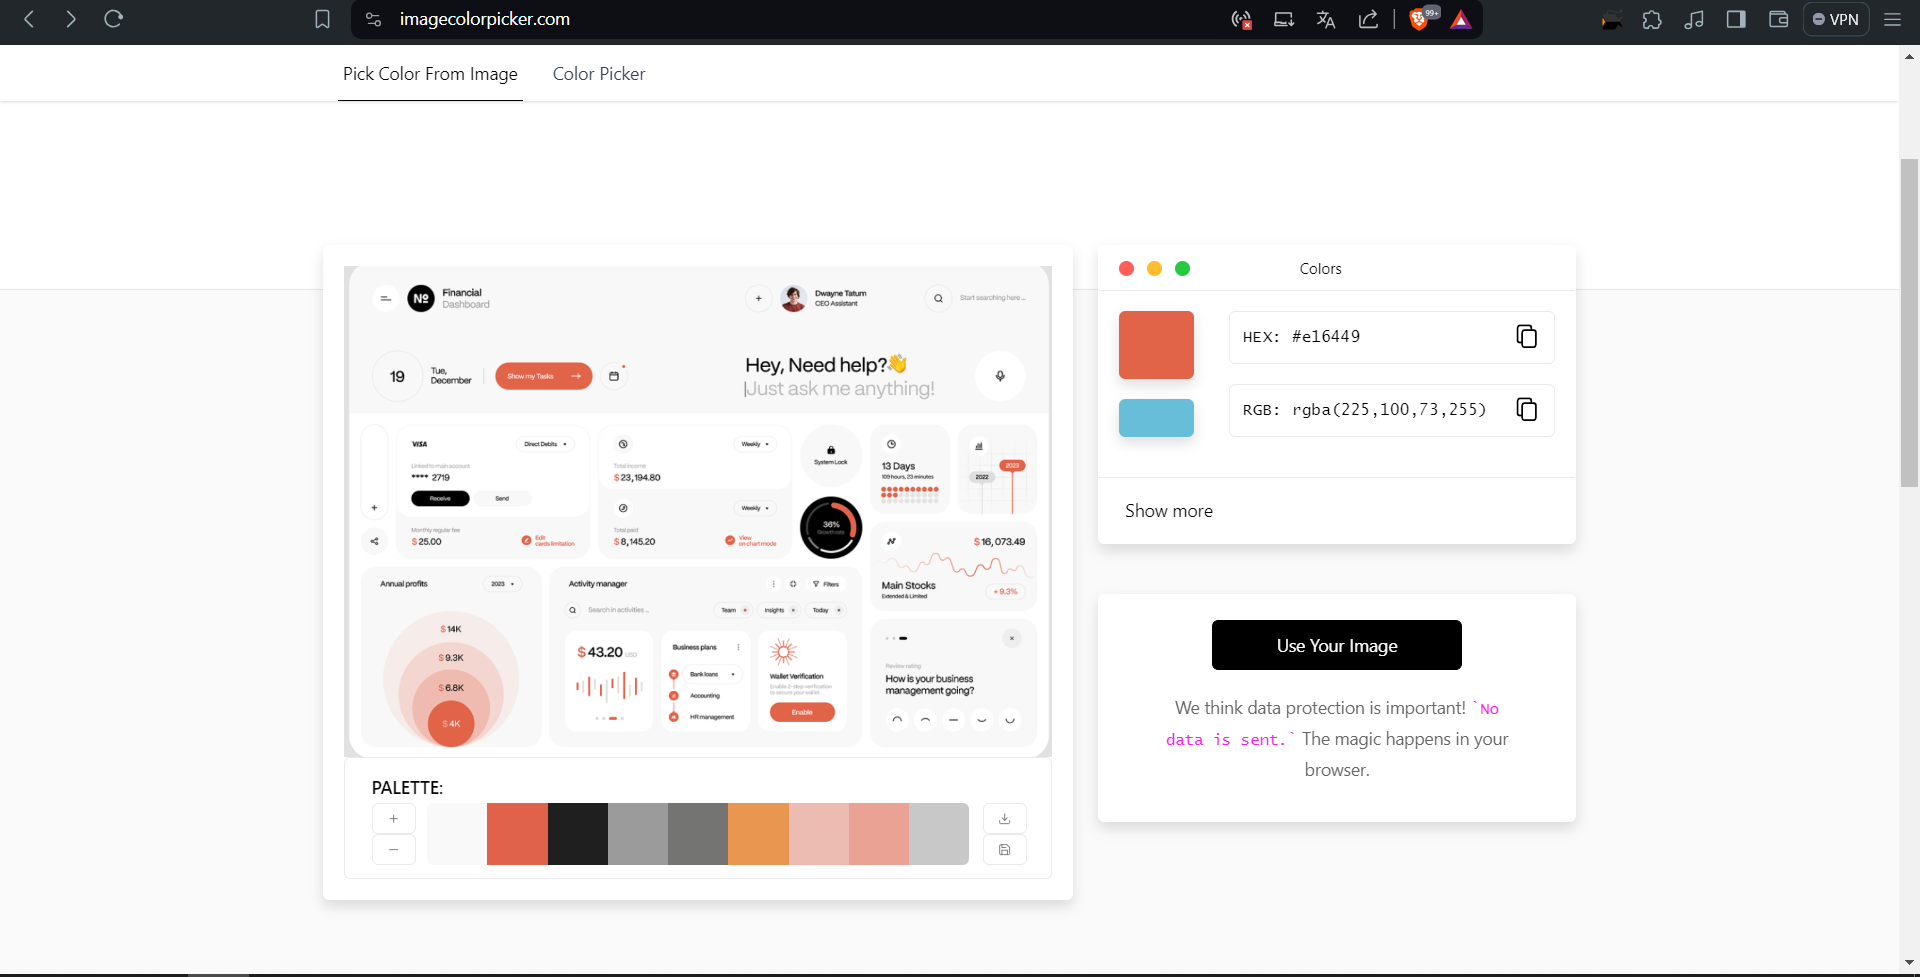 imagecolorpicker.com
99+
VPN
Pick Color From Image
Color Picker
Nº
Financial
Dashboard
+
Dwayne Tatum
CEO Assistant
Start searching here ...
19
Tue,
December
Show my Tasks
Hey, Need help?👋
Just ask me anything!
VISA
Direct Debits
Linked to main account
**** 2719
Receive
Send
Monthly regular fee
$ 25.00
Edit
cards limitation
+
Weekly
Total income
$ 23,194.80
Weekly
Total paid
$ 8,145.20
View
on chart mode
System Lock
36%
Growth rate
13 Days
109 hours, 23 minutes
2023
2022
N
$ 16,073.49
Main Stocks
Extended & Limited
+ 9.3%
Annual profits
2023
$ 14K
$ 9.3K
$ 6.8K
$ 4K
Activity manager
Filters
Search in activities ...
Team
Insights
Today
$ 43.20 USD
Business plans
Bank loans
Accounting
HR management
Wallet Verification
Enable 2-step verification
to secure your wallet
Enable
Review rating
How is your business
management going?
PALETTE:
+
−
Colors
HEX: #e16449
RGB: rgba(225,100,73,255)
Show more
Use Your Image
We think data protection is important! `No
data is sent.` The magic happens in your
browser.